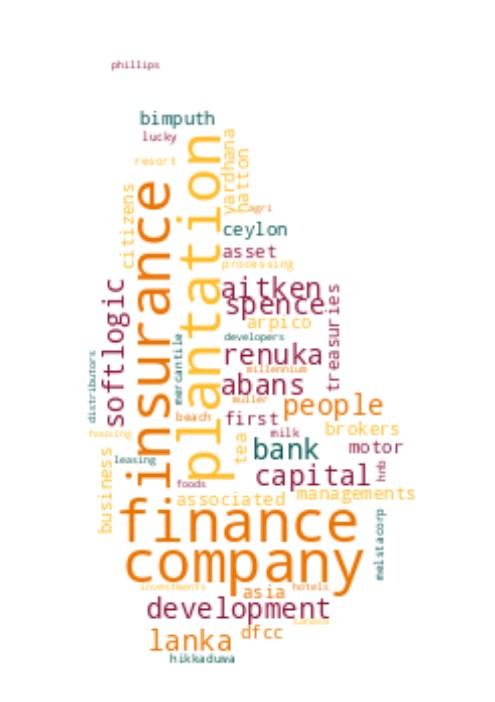 phillips
bimputh
lucky
resort
plantation
vardhana
hatton
insurance
citizens
agri
ceylon
asset
processing
aitken
spence
softlogic
treasuries
arpico
mercantile
developers
renuka
distributors
millennium
abans
muller
people
beach
first
brokers
housing
milk
tea
bank
motor
business
leasing
capital
hnb
foods
managements
associated
finance
melstacorp
company
investments
hotels
asia
development
canada
dfcc
lanka
hikkaduwa